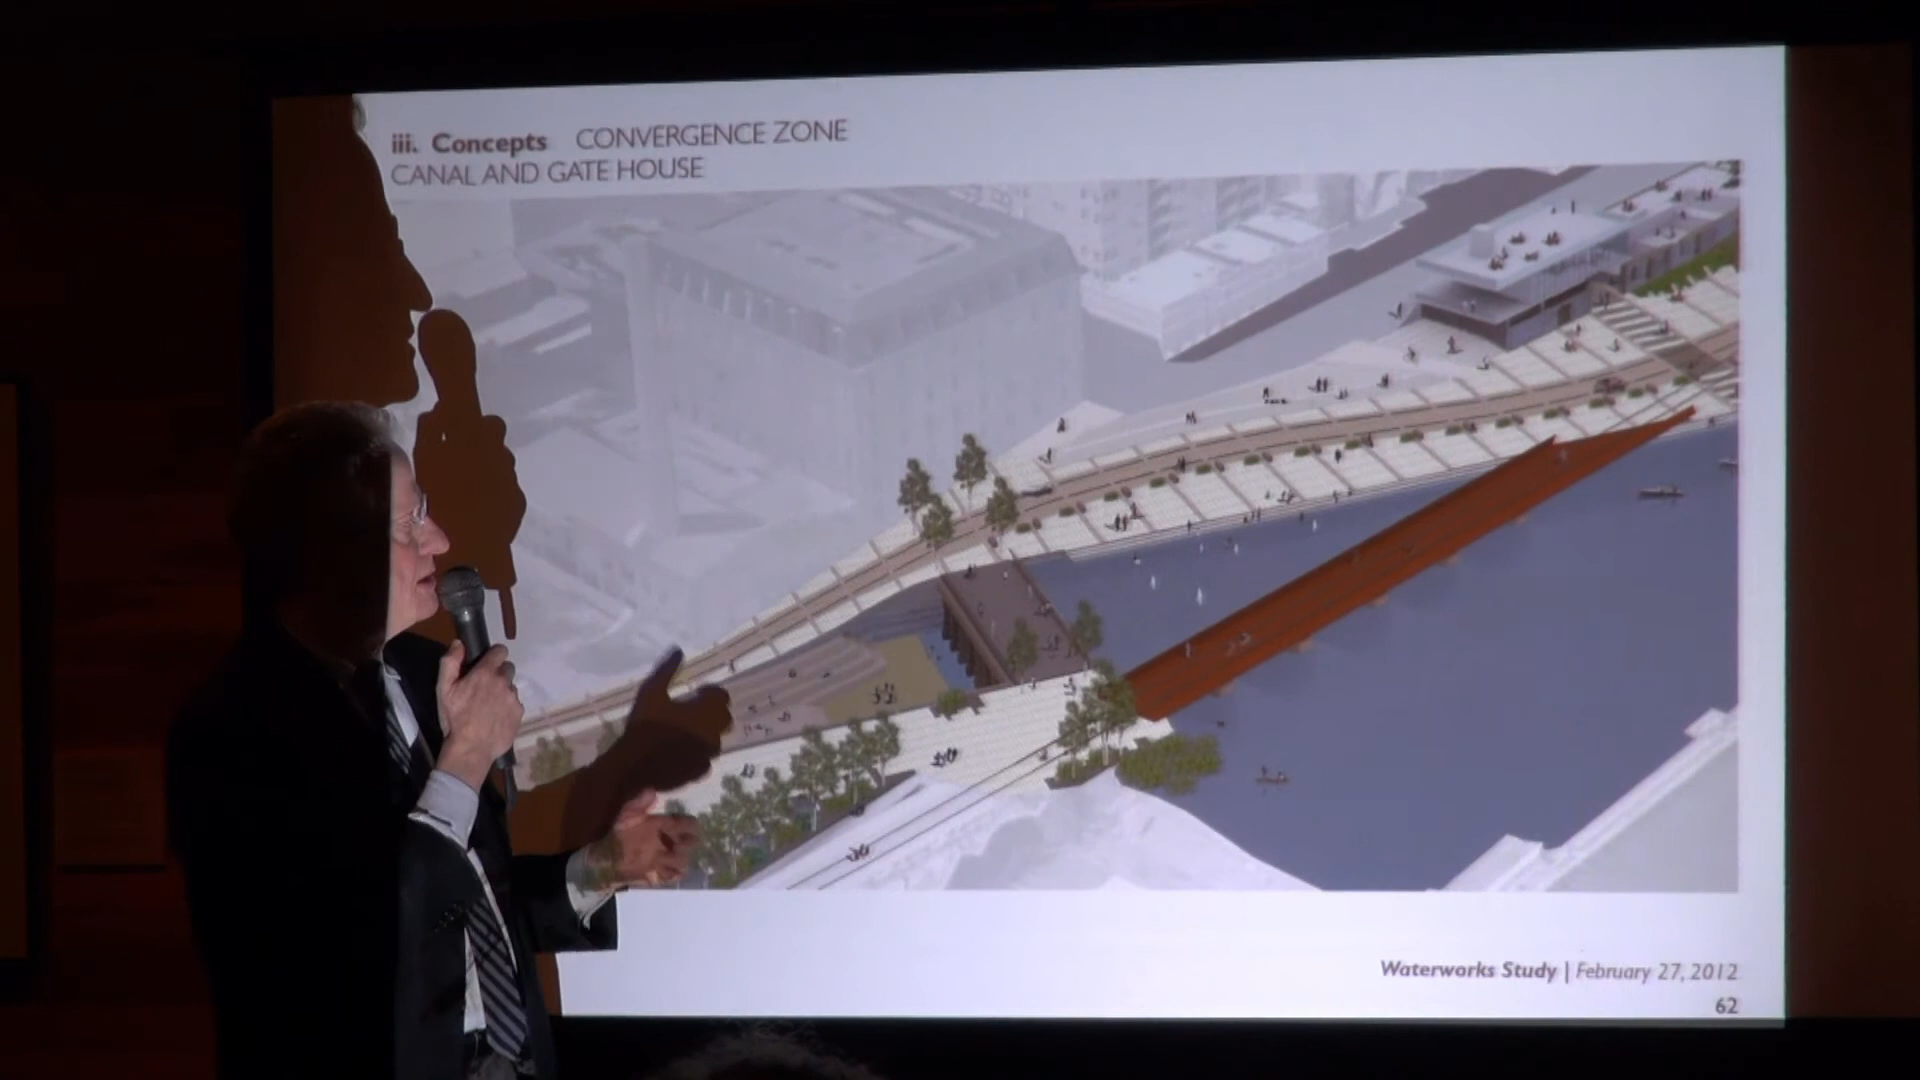 iii. Concepts CONVERGENCE ZONE
CANAL AND GATE HOUSE
Waterworks Study | February 27, 2012
62